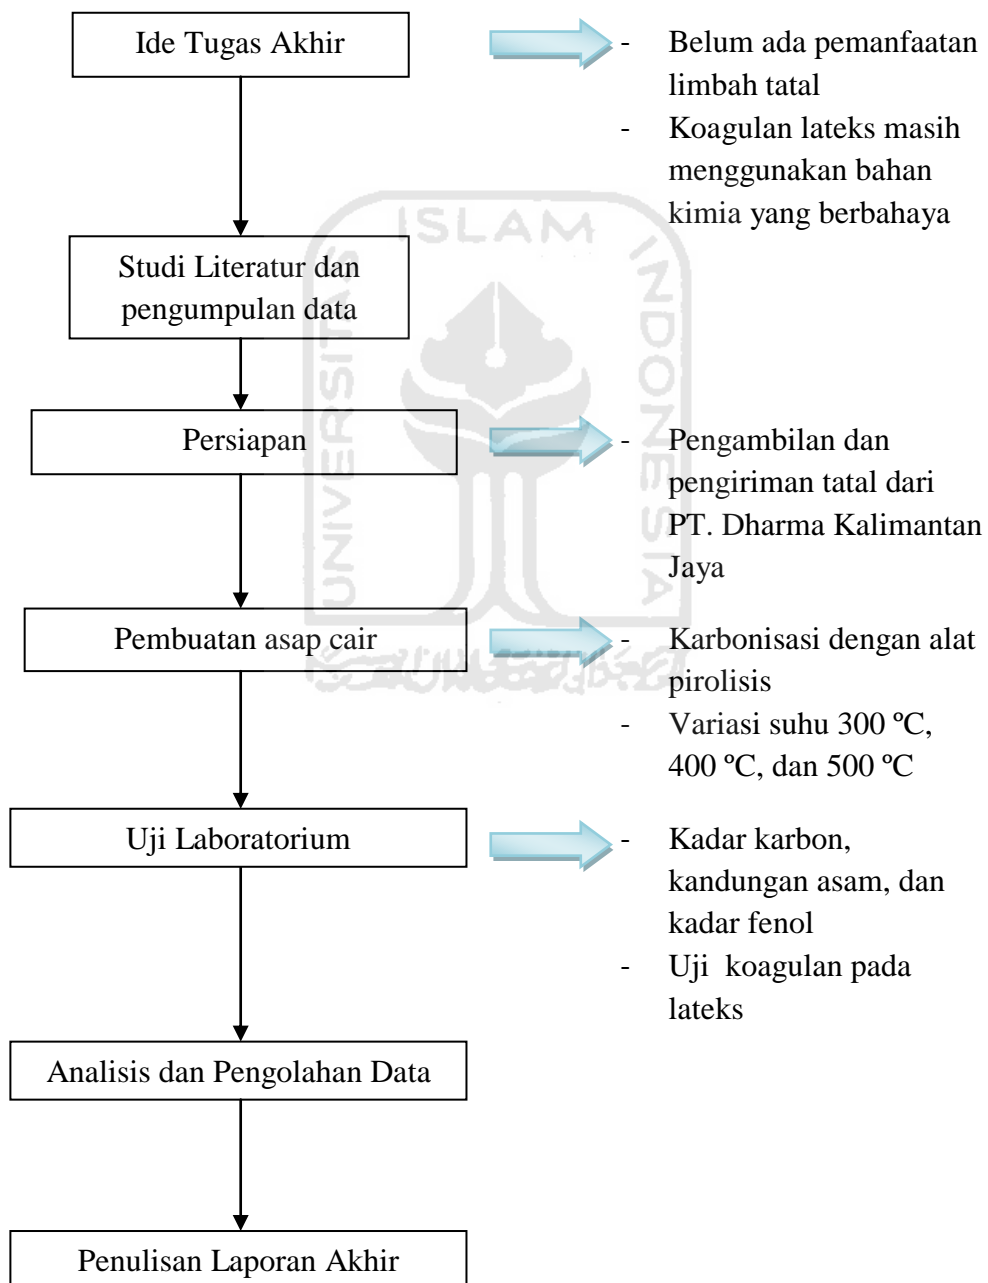 Ide Tugas Akhir
- Belum ada pemanfaatan
limbah tatal
- Koagulan lateks masih
menggunakan bahan
kimia yang berbahaya
Studi Literatur dan
pengumpulan data
Persiapan
- Pengambilan dan
pengiriman tatal dari
PT. Dharma Kalimantan
Jaya
Pembuatan asap cair
- Karbonisasi dengan alat
pirolisis
- Variasi suhu 300 ºC,
400 ºC, dan 500 ºC
Uji Laboratorium
- Kadar karbon,
kandungan asam, dan
kadar fenol
- Uji koagulan pada
lateks
Analisis dan Pengolahan Data
Penulisan Laporan Akhir
UNIVERSITAS
ISLAM
INDONESIA